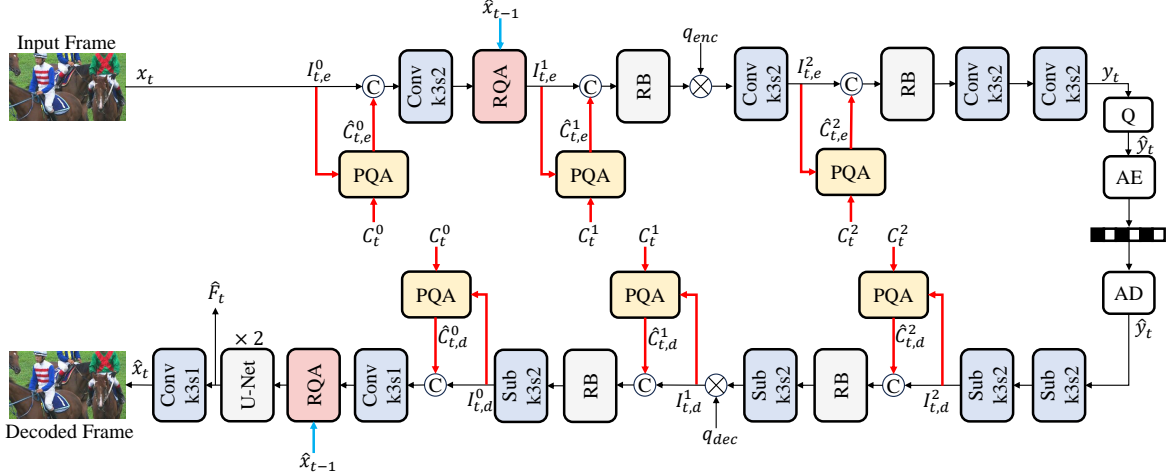 Input Frame
x_t
I^0_{t,e}
C
Ĉ^0_{t,e}
PQA
C^0_t
Conv
k3s2
x̂_{t−1}
RQA
I^1_{t,e}
C
Ĉ^1_{t,e}
PQA
C^1_t
RB
q_{enc}
Conv
k3s2
I^2_{t,e}
C
Ĉ^2_{t,e}
PQA
C^2_t
RB
Conv
k3s2
Conv
k3s2
y_t
Q
ŷ_t
AE
AD
ŷ_t
Sub
k3s2
Sub
k3s2
I^2_{t,d}
C^2_t
PQA
Ĉ^2_{t,d}
C
RB
Sub
k3s2
q_{dec}
I^1_{t,d}
C^1_t
PQA
Ĉ^1_{t,d}
C
RB
Sub
k3s2
I^0_{t,d}
C^0_t
PQA
Ĉ^0_{t,d}
C
Conv
k3s1
RQA
x̂_{t−1}
× 2
U-Net
F̂_t
Conv
k3s1
x̂_t
Decoded Frame